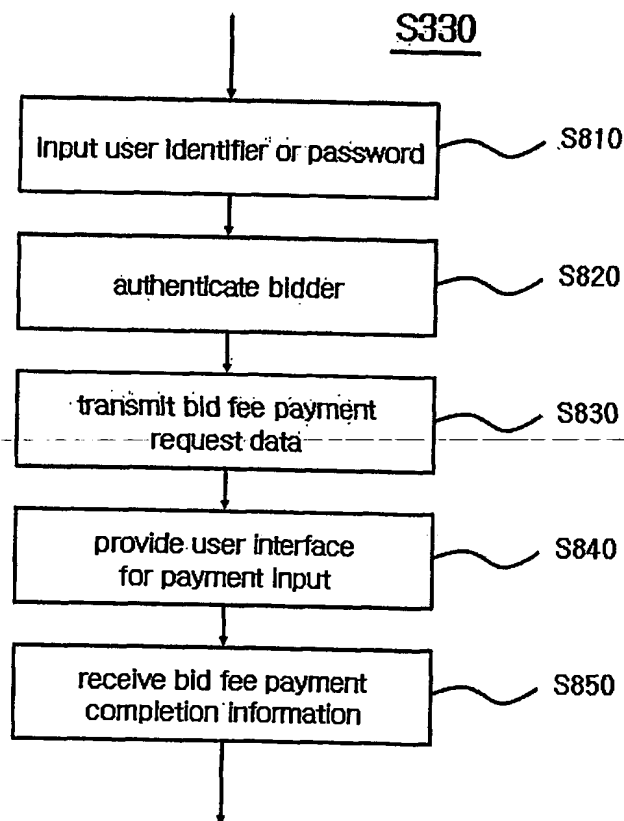 S330
input user identifier or password
S810
authenticate bidder
S820
transmit bid fee payment
request data
S830
provide user interface
for payment input
S840
receive bid fee payment
completion information
S850